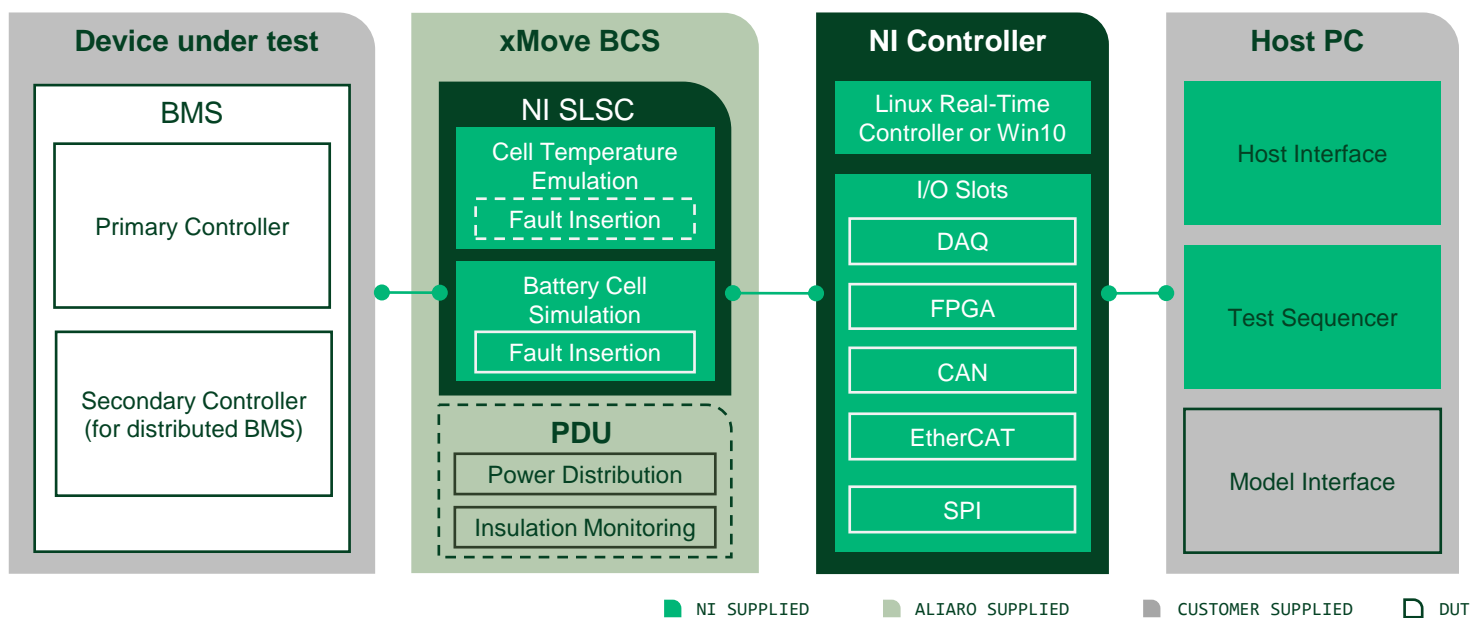 Device under test
BMS
Primary Controller
Secondary Controller
(for distributed BMS)
xMove BCS
NI SLSC
Cell Temperature
Emulation
Fault Insertion
Battery Cell
Simulation
Fault Insertion
PDU
Power Distribution
Insulation Monitoring
NI Controller
Linux Real-Time
Controller or Win10
I/O Slots
DAQ
FPGA
CAN
EtherCAT
SPI
Host PC
Host Interface
Test Sequencer
Model Interface
NI SUPPLIED
ALIARO SUPPLIED
CUSTOMER SUPPLIED
DUT